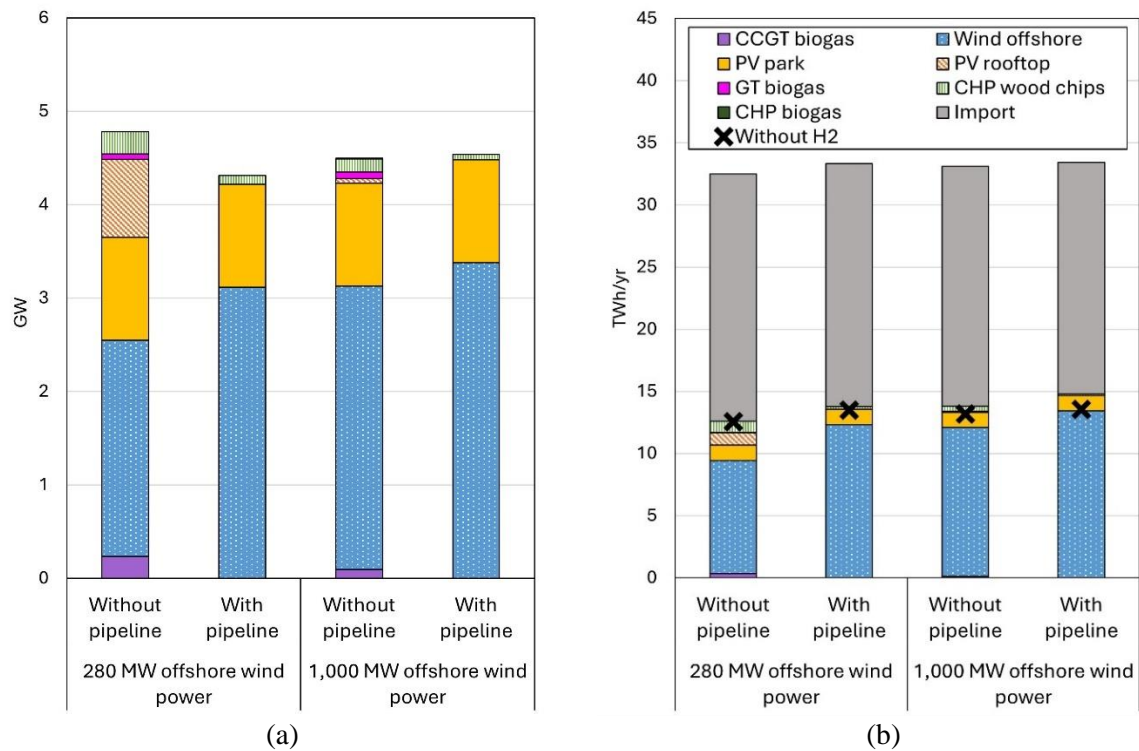 6
5
4
3
2
1
0
GW
Without pipeline
With pipeline
Without pipeline
With pipeline
280 MW offshore wind power
1,000 MW offshore wind power
(a)
45
40
35
30
25
20
15
10
5
0
TWh/yr
CCGT biogas
Wind offshore
PV park
PV rooftop
GT biogas
CHP wood chips
CHP biogas
Import
Without H2
Without pipeline
With pipeline
Without pipeline
With pipeline
280 MW offshore wind power
1,000 MW offshore wind power
(b)